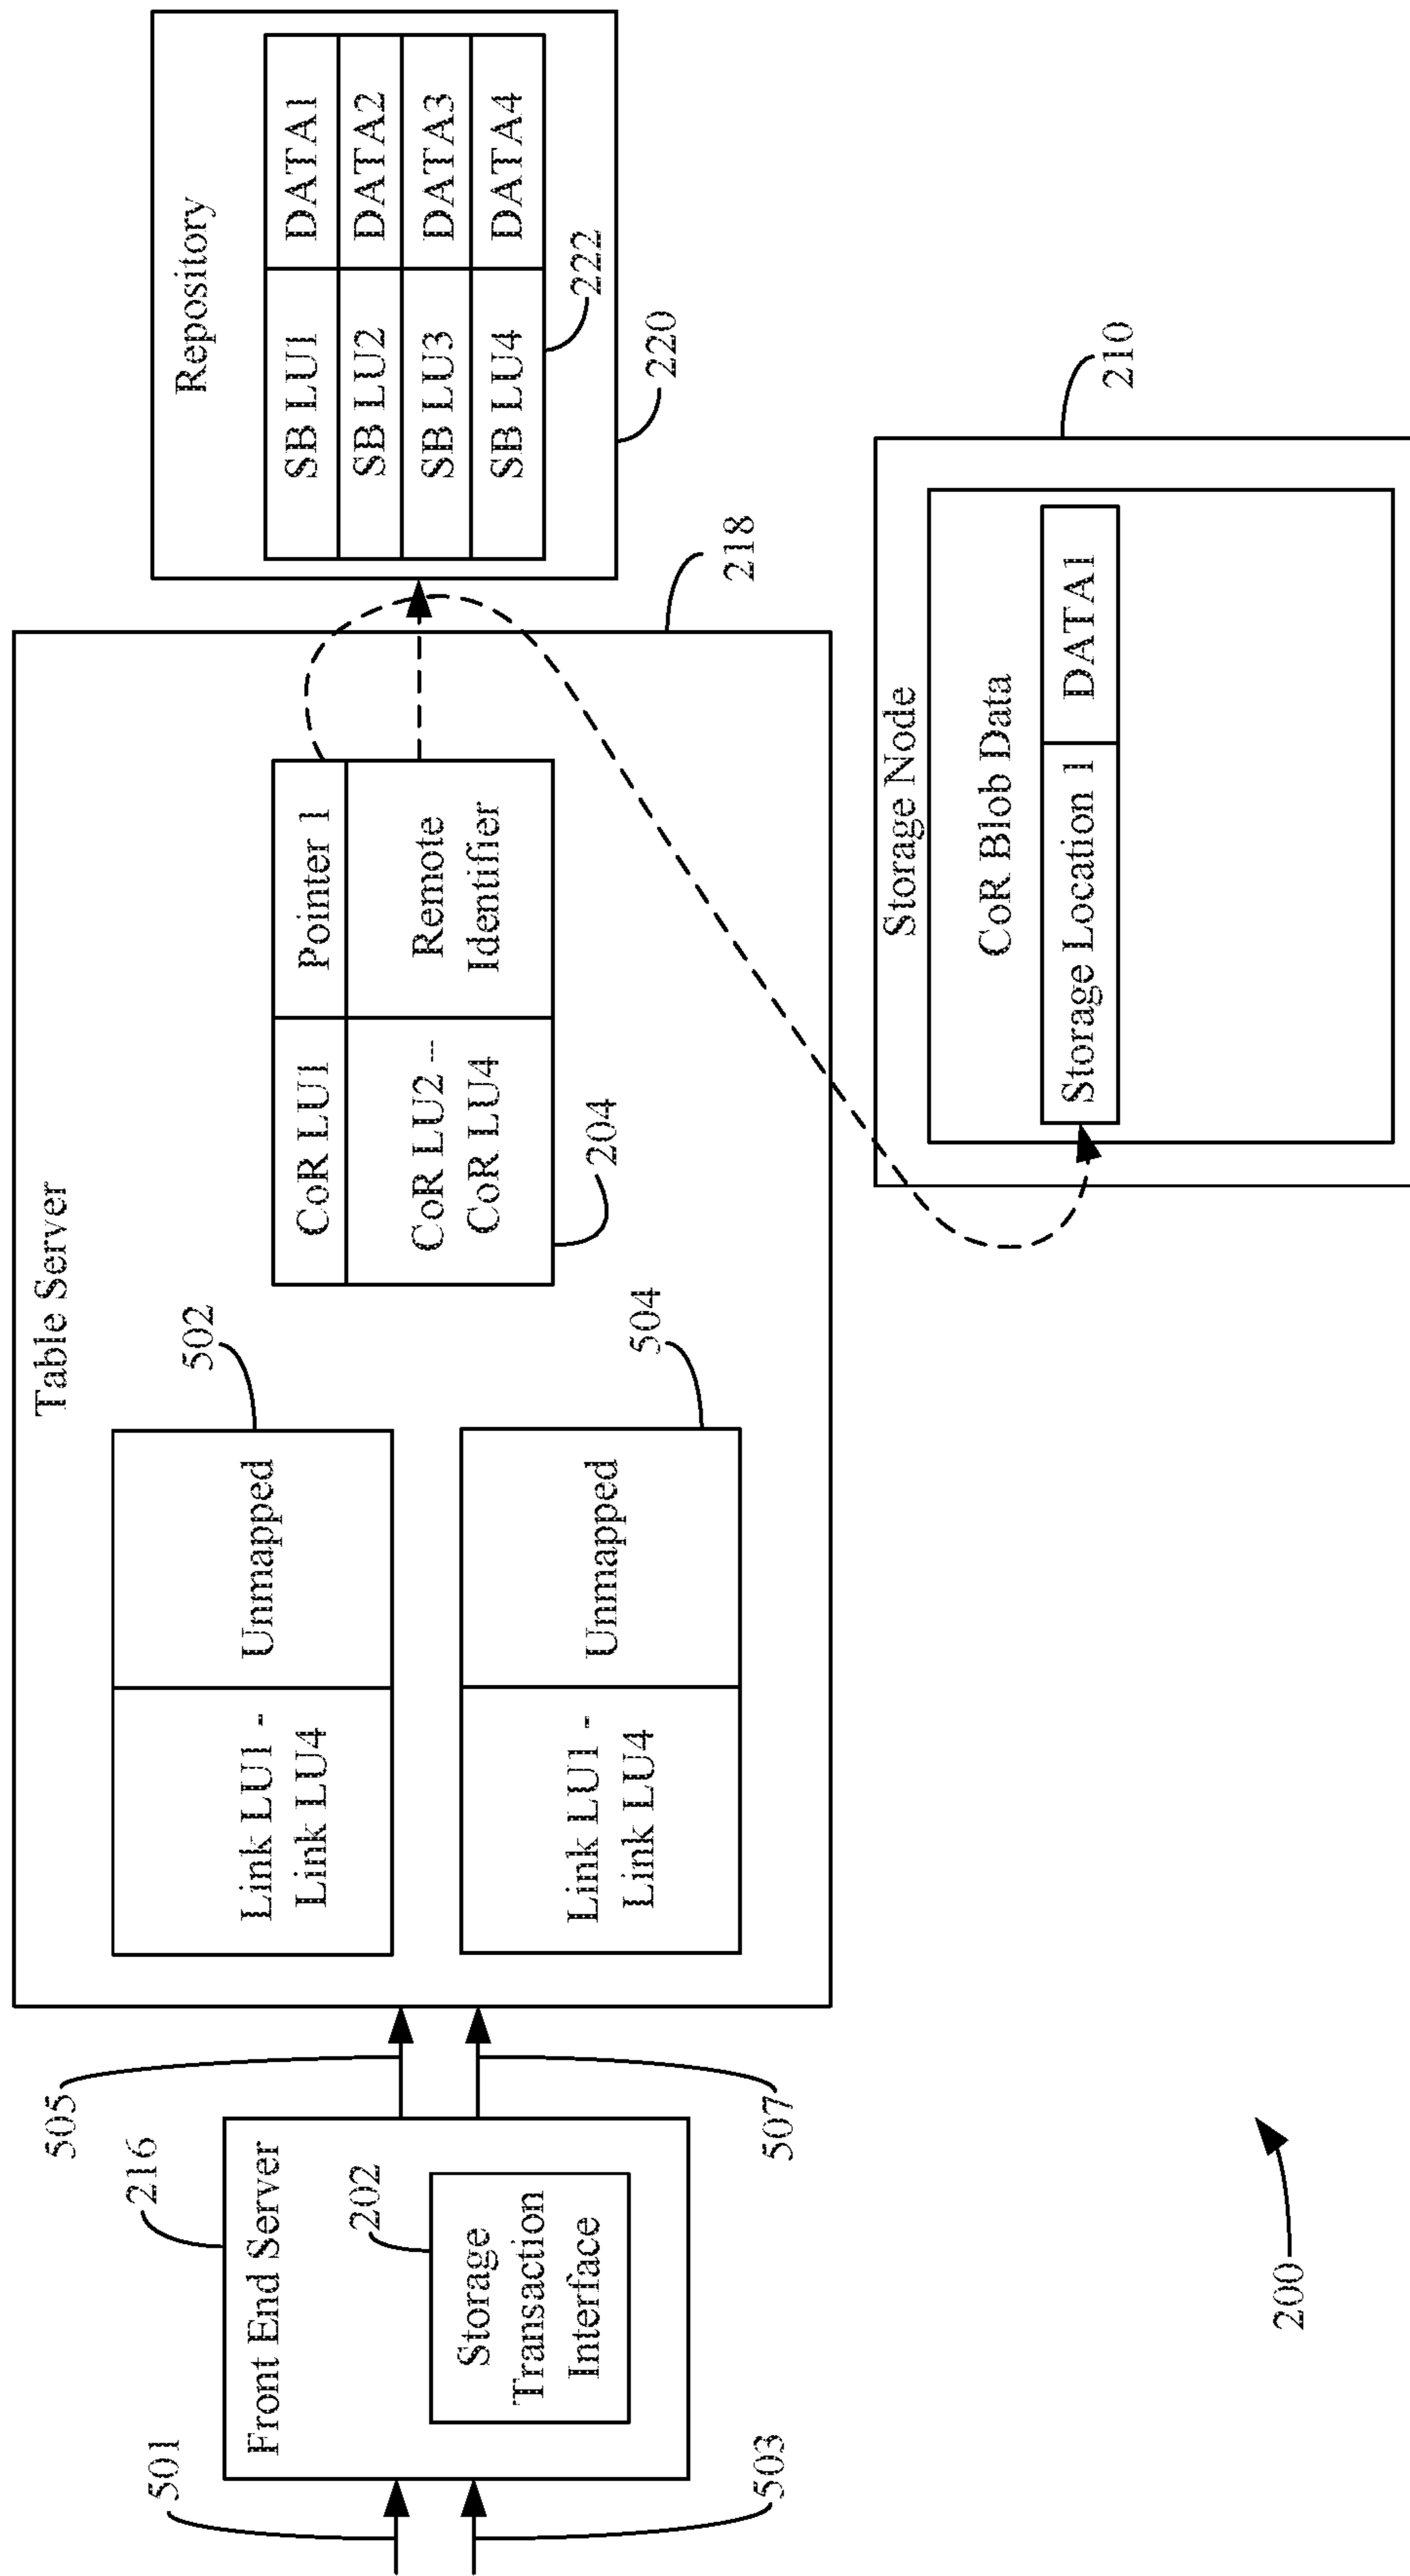 501
503
216
Front End Server
202
Storage
Transaction
Interface
505
507
Table Server
502
Link LU1 -
Link LU4
Unmapped
504
Link LU1 -
Link LU4
Unmapped
CoR LU1
Pointer 1
CoR LU2 --
CoR LU4
Remote
Identifier
204
218
Repository
SB LU1
DATA1
SB LU2
DATA2
SB LU3
DATA3
SB LU4
DATA4
222
220
Storage Node
CoR Blob Data
Storage Location 1
DATA1
210
200